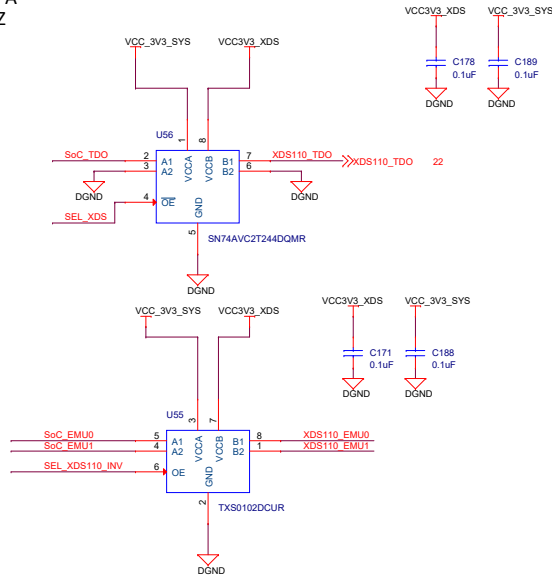 A
Z
VCC3V3_XDS
VCC_3V3_SYS
C178
0.1uF
C189
0.1uF
DGND
DGND
VCC_3V3_SYS
VCC3V3_XDS
U56
1
8
SoC_TDO
2
A1
VCCA
VCCB
B1
7
XDS110_TDO
XDS110_TDO
22
3
A2
B2
6
DGND
DGND
SEL_XDS
4
OE
GND
5
SN74AVC2T244DQMR
DGND
VCC_3V3_SYS
VCC3V3_XDS
VCC3V3_XDS
VCC_3V3_SYS
C171
0.1uF
C188
0.1uF
DGND
DGND
U55
3
7
SoC_EMU0
5
A1
VCCA
VCCB
B1
8
XDS110_EMU0
SoC_EMU1
4
A2
B2
1
XDS110_EMU1
SEL_XDS110_INV
6
OE
GND
2
TXS0102DCUR
DGND